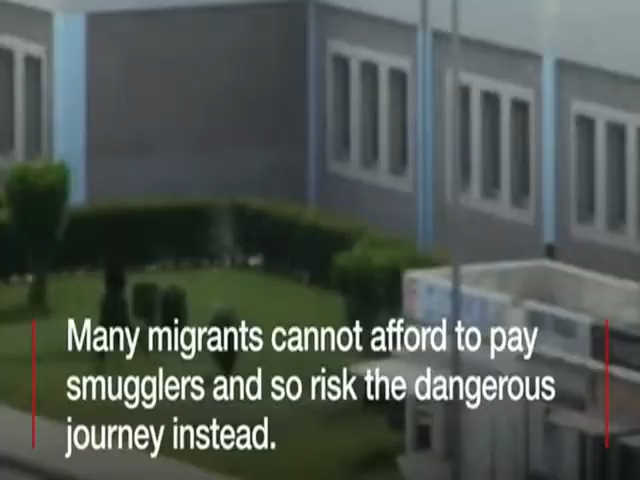 Many migrants cannot afford to pay
smugglers and so risk the dangerous
journey instead.